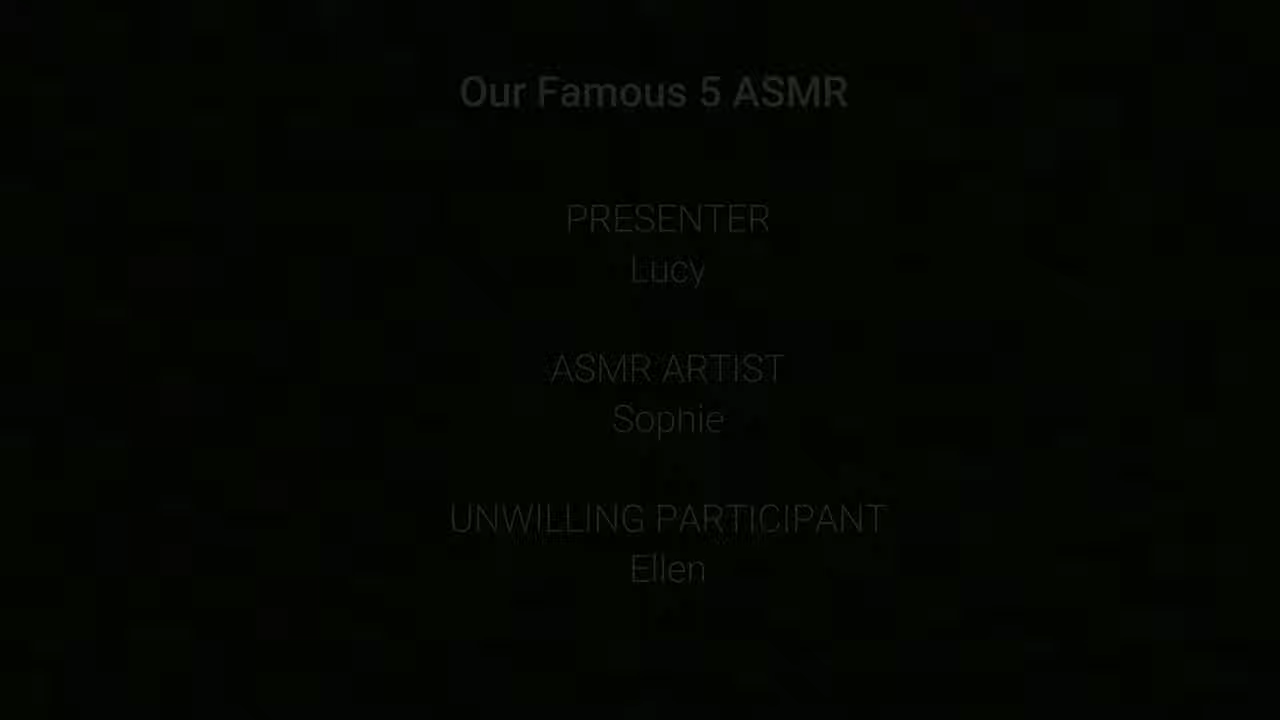 Our Famous 5 ASMR
PRESENTER
Lucy
ASMR ARTIST
Sophie
UNWILLING PARTICIPANT
Ellen